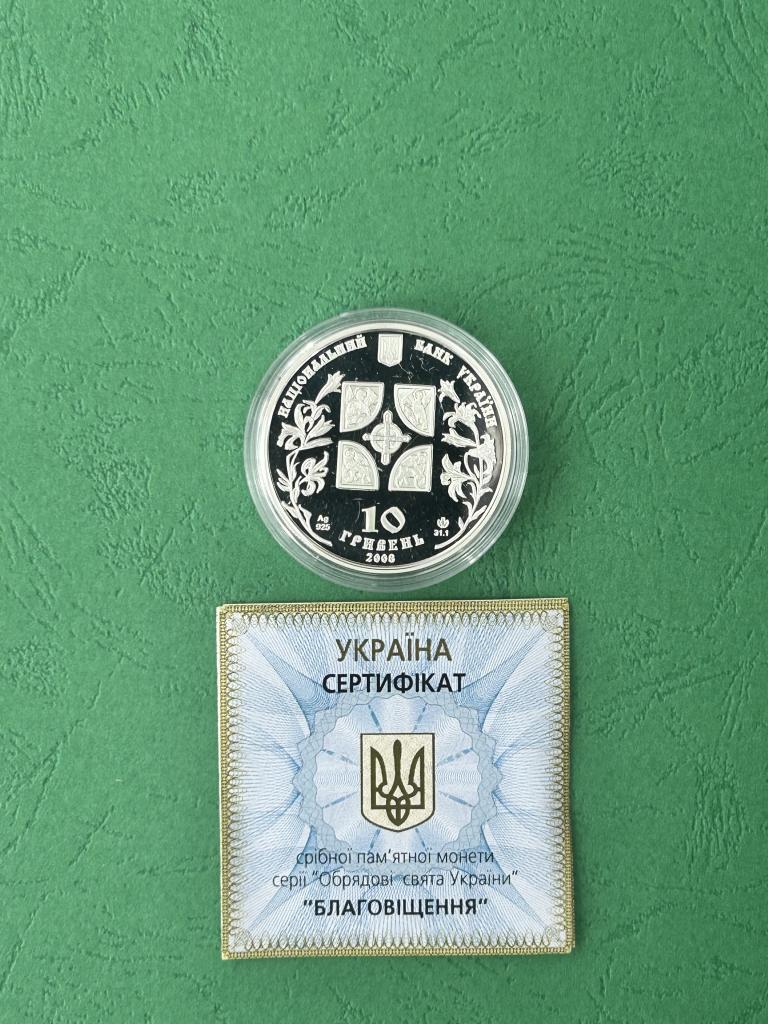 НАЦІОНАЛЬНИЙ БАНК УКРАЇНИ
Ag
925
10
ГРИВЕНЬ
2008
31.1
УКРАЇНА
СЕРТИФІКАТ
срібної пам'ятної монети
серії "Обрядові свята України"
"БЛАГОВІЩЕННЯ"